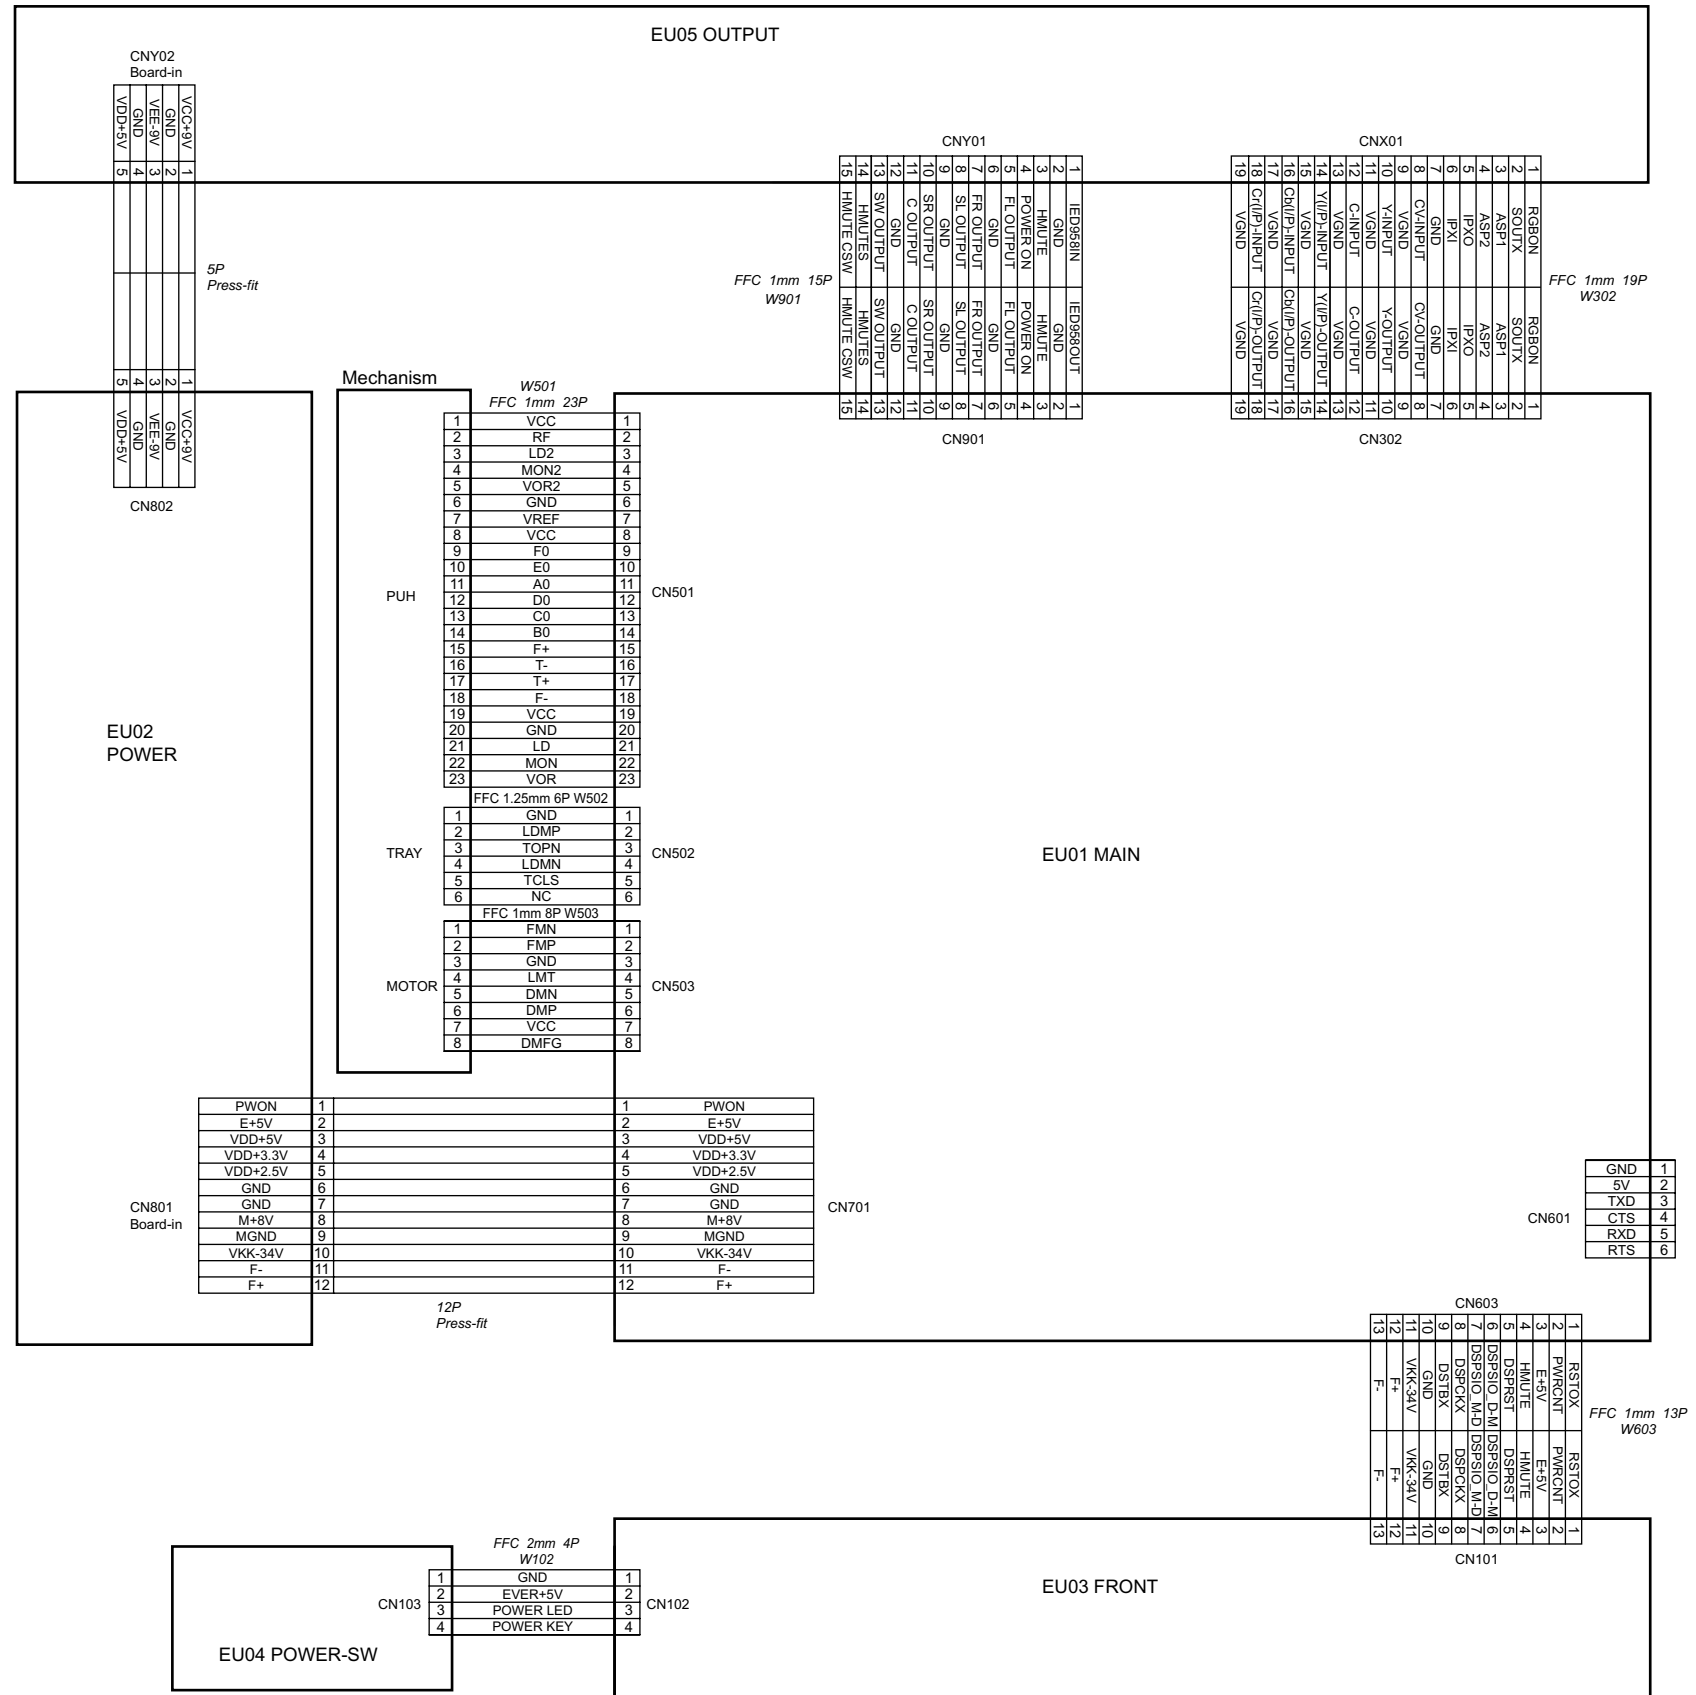 EU05 OUTPUT
CNY02
Board-in
VDD+5V GND VEE-9V GND VCC+9V
5 4 3 2 1
5P
Press-fit
5 4 3 2 1
VDD+5V GND VEE-9V GND VCC+9V
CN802
CNY01
15 14 13 12 11 10 9 8 7 6 5 4 3 2 1
HMUTE CSW HMUTES SW OUTPUT GND C OUTPUT SR OUTPUT GND SL OUTPUT FR OUTPUT GND FL OUTPUT POWER ON HMUTE GND IED958IN
FFC 1mm 15P
W901
HMUTE CSW HMUTES SW OUTPUT GND C OUTPUT SR OUTPUT GND SL OUTPUT FR OUTPUT GND FL OUTPUT POWER ON HMUTE GND IED958OUT
15 14 13 12 11 10 9 8 7 6 5 4 3 2 1
CN901
CNX01
19 18 17 16 15 14 13 12 11 10 9 8 7 6 5 4 3 2 1
VGND Cr(I/P)-INPUT VGND Cb(I/P)-INPUT VGND Y(I/P)-INPUT VGND C-INPUT VGND Y-INPUT VGND CV-INPUT GND IPXI IPXO ASP2 ASP1 SOUTX RGBON
FFC 1mm 19P
W302
VGND Cr(I/P)-OUTPUT VGND Cb(I/P)-OUTPUT VGND Y(I/P)-OUTPUT VGND C-OUTPUT VGND Y-OUTPUT VGND CV-OUTPUT GND IPXI IPXO ASP2 ASP1 SOUTX RGBON
19 18 17 16 15 14 13 12 11 10 9 8 7 6 5 4 3 2 1
CN302
EU02
POWER
Mechanism
W501
FFC 1mm 23P
1 VCC 1
2 RF 2
3 LD2 3
4 MON2 4
5 VOR2 5
6 GND 6
7 VREF 7
8 VCC 8
9 F0 9
10 E0 10
11 A0 11
PUH
CN501
12 D0 12
13 C0 13
14 B0 14
15 F+ 15
16 T- 16
17 T+ 17
18 F- 18
19 VCC 19
20 GND 20
21 LD 21
22 MON 22
23 VOR 23
FFC 1.25mm 6P W502
1 GND 1
2 LDMP 2
TRAY 3 TOPN 3 CN502
4 LDMN 4
5 TCLS 5
6 NC 6
FFC 1mm 8P W503
1 FMN 1
2 FMP 2
3 GND 3
4 LMT 4
MOTOR
CN503
5 DMN 5
6 DMP 6
7 VCC 7
8 DMFG 8
EU01 MAIN
PWON 1 1 PWON
E+5V 2 2 E+5V
VDD+5V 3 3 VDD+5V
VDD+3.3V 4 4 VDD+3.3V
VDD+2.5V 5 5 VDD+2.5V
GND 6 6 GND
CN801 GND 7 7 GND CN701
Board-in M+8V 8 8 M+8V
MGND 9 9 MGND
VKK-34V 10 10 VKK-34V
F- 11 11 F-
F+ 12 12 F+
12P
Press-fit
GND 1
5V 2
TXD 3
CN601 CTS 4
RXD 5
RTS 6
CN603
13 12 11 10 9 8 7 6 5 4 3 2 1
F- F+ VKK-34V GND DSTBX DSPCKX DSPSIO_M-D DSPSIO_D-M DSPRST HMUTE E+5V PWRCNT RSTOX
FFC 1mm 13P
W603
F- F+ VKK-34V GND DSTBX DSPCKX DSPSIO_M-D DSPSIO_D-M DSPRST HMUTE E+5V PWRCNT RSTOX
13 12 11 10 9 8 7 6 5 4 3 2 1
CN101
FFC 2mm 4P
W102
1 GND 1
2 EVER+5V 2
CN103
CN102
3 POWER LED 3
4 POWER KEY 4
EU04 POWER-SW
EU03 FRONT